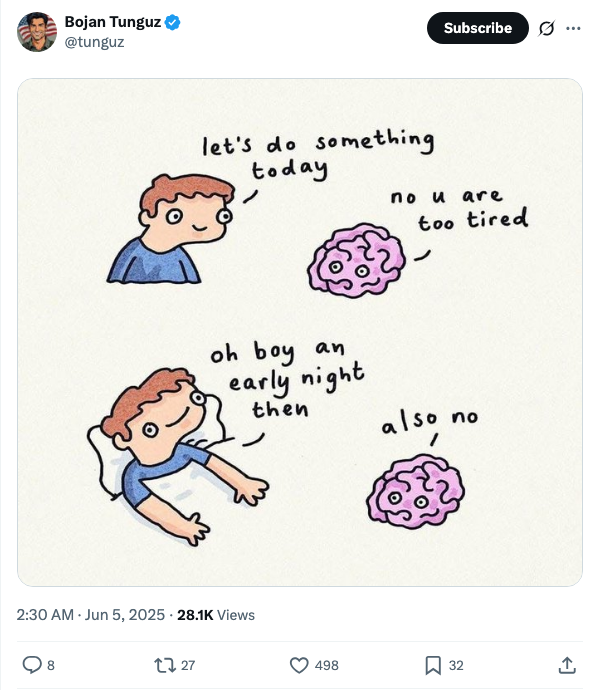 Bojan Tunguz
@tunguz
Subscribe
let's do something
today
no u are
too tired
oh boy an
early night
then
also no
2:30 AM · Jun 5, 2025 · 28.1K Views
8
27
498
32